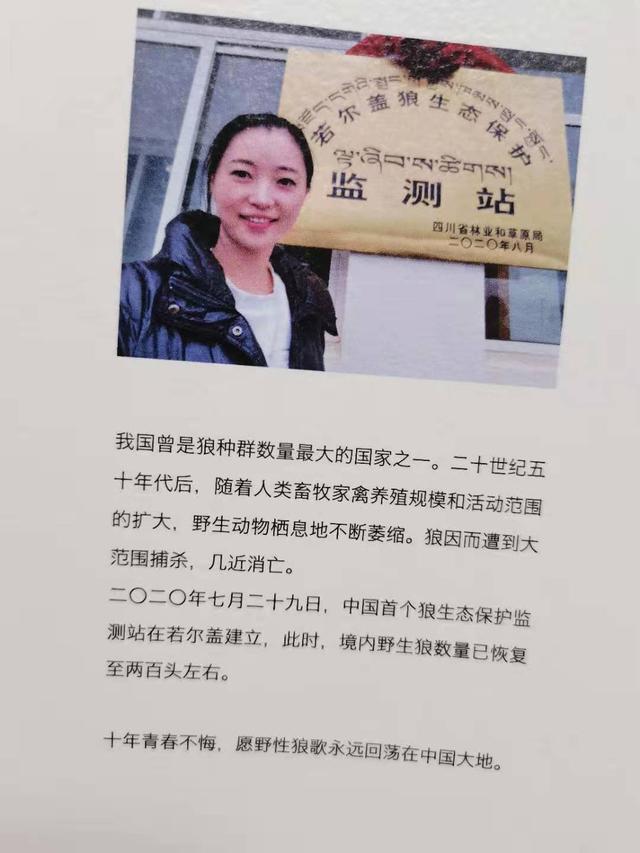 若尔盖狼生态保护
监测站
四川省林业和草原局
二〇二〇年八月
我国曾是狼种群数量最大的国家之一。二十世纪五
十年代后，随着人类畜牧家禽养殖规模和活动范围
的扩大，野生动物栖息地不断萎缩。狼因而遭到大
范围捕杀，几近消亡。
二〇二〇年七月二十九日，中国首个狼生态保护监
测站在若尔盖建立，此时，境内野生狼数量已恢复
至两百头左右。
十年青春不悔，愿野性狼歌永远回荡在中国大地。